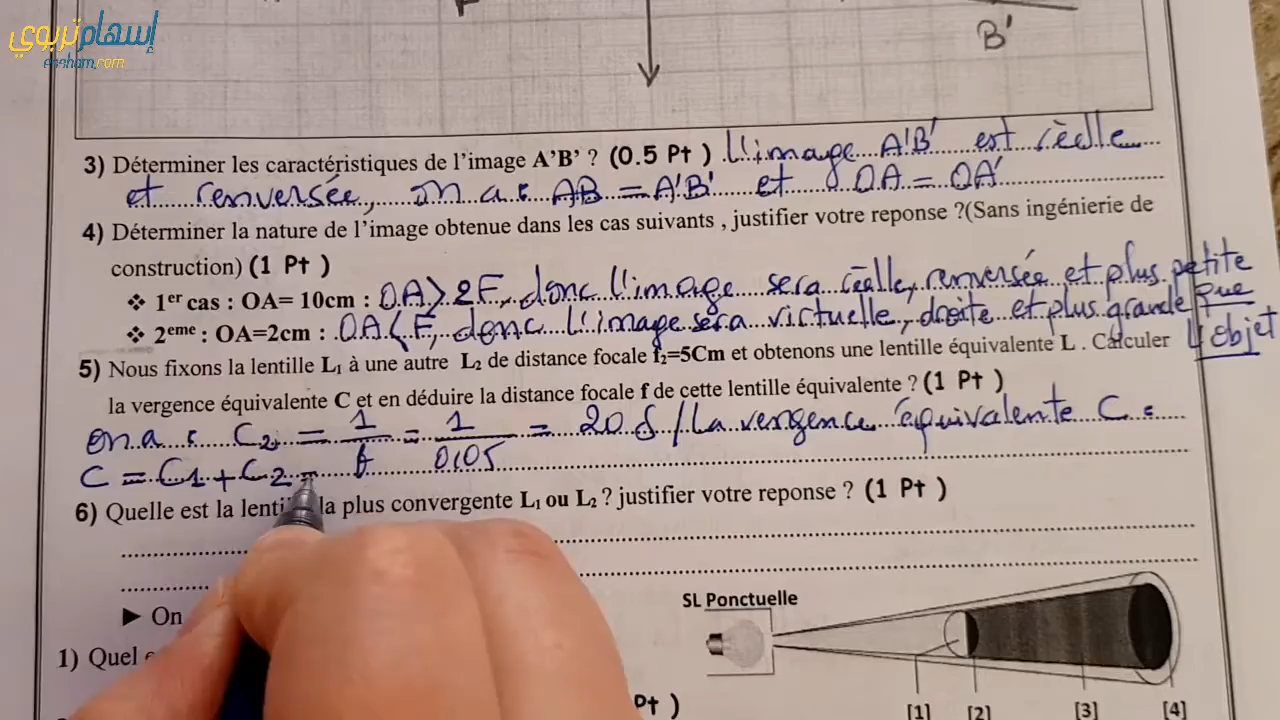 إسهام تربوي
essham.com
B'
3) Déterminer les caractéristiques de l'image A'B' ? (0.5 Pt ) L'image A'B' est réelle
et renversée, on a : AB = A'B' et OA = OA'
4) Déterminer la nature de l'image obtenue dans les cas suivants , justifier votre reponse ?(Sans ingénierie de
construction) (1 Pt )
❖ 1er cas : OA= 10cm : OA > 2F, donc l'image sera réelle, renversée et plus petite que
❖ 2eme : OA=2cm : OA < F, donc l'image sera virtuelle, droite et plus grande l'objet
5) Nous fixons la lentille L₁ à une autre L₂ de distance focale f₂=5Cm et obtenons une lentille équivalente L . Calculer
la vergence équivalente C et en déduire la distance focale f de cette lentille équivalente ? (1 Pt )
on a : C₂ = 1/f = 1/0,05 = 20 δ / La vergence équivalente C :
C = C1 + C2 =
6) Quelle est la lenti la plus convergente L₁ ou L₂ ? justifier votre reponse ? (1 Pt )
SL Ponctuelle
► On
1) Quel
Pt )
[1] [2] [3] [4]